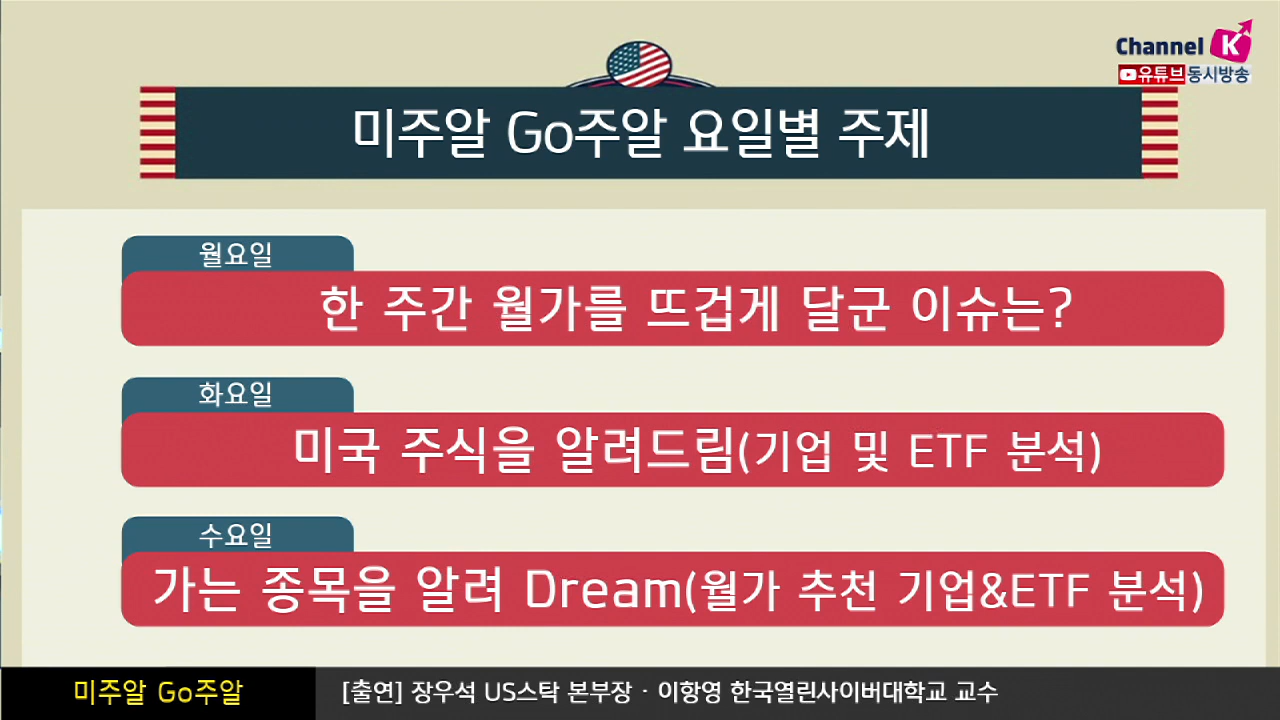 Channel K
유튜브동시방송
미주알 Go주알 요일별 주제
월요일
한 주간 월가를 뜨겁게 달군 이슈는?
화요일
미국 주식을 알려드림(기업 및 ETF 분석)
수요일
가는 종목을 알려 Dream(월가 추천 기업&ETF 분석)
미주알 Go주알
[출연] 장우석 US스탁 본부장 · 이항영 한국열린사이버대학교 교수